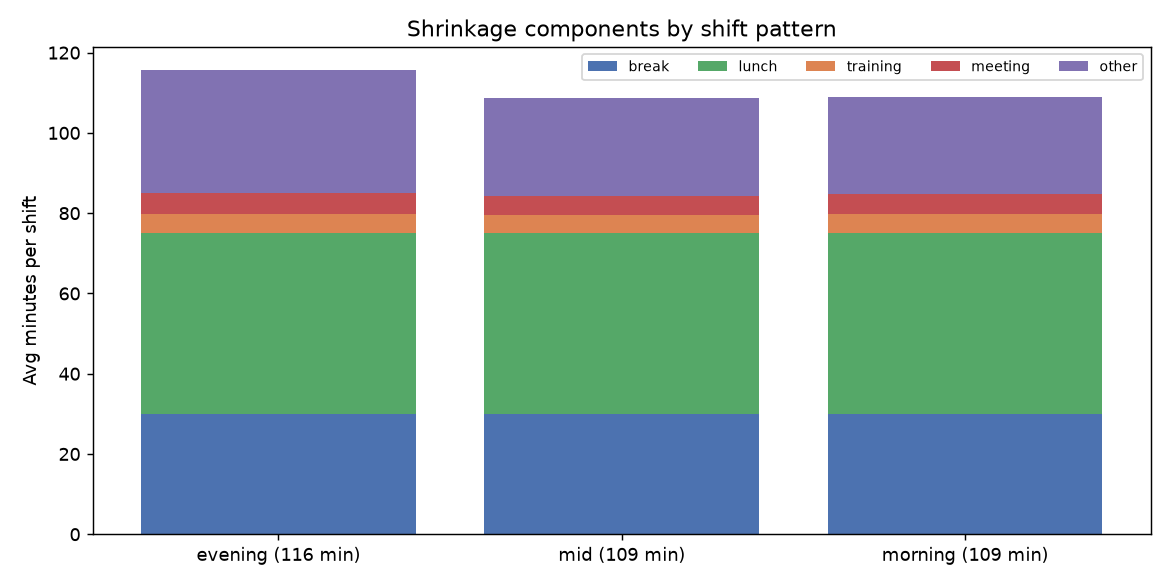 Shrinkage components by shift pattern
break lunch training meeting other
Avg minutes per shift
120
100
80
60
40
20
0
evening (116 min) mid (109 min) morning (109 min)